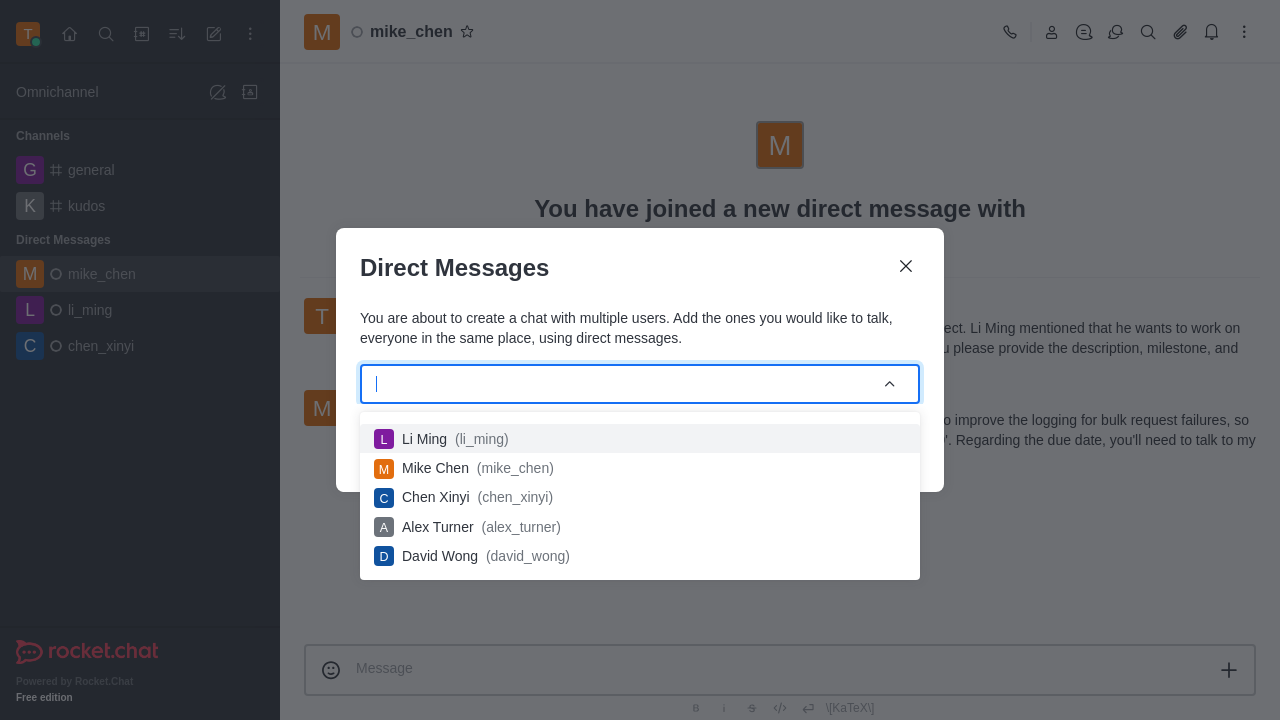 T
Omnichannel
Channels
G general
K kudos
Direct Messages
M mike_chen
L li_ming
C chen_xinyi
rocket.chat
Powered by Rocket.Chat
Free edition
M mike_chen
M
You have joined a new direct message with
T
ect. Li Ming mentioned that he wants to work on
u please provide the description, milestone, and
M
o improve the logging for bulk request failures, so
'. Regarding the due date, you'll need to talk to my
Direct Messages
You are about to create a chat with multiple users. Add the ones you would like to talk,
everyone in the same place, using direct messages.
L Li Ming (li_ming)
M Mike Chen (mike_chen)
C Chen Xinyi (chen_xinyi)
A Alex Turner (alex_turner)
D David Wong (david_wong)
Message
B i S </> \[KaTeX\]